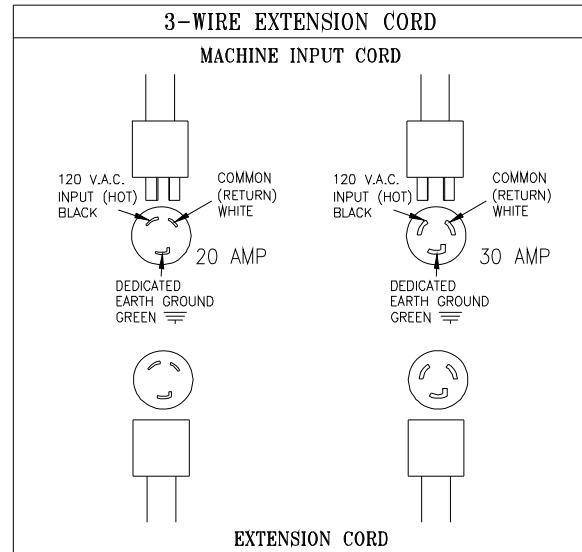 3-WIRE EXTENSION CORD
MACHINE INPUT CORD
120 V.A.C.
INPUT (HOT)
BLACK
COMMON
(RETURN)
WHITE
20 AMP
DEDICATED
EARTH GROUND
GREEN
120 V.A.C.
INPUT (HOT)
BLACK
COMMON
(RETURN)
WHITE
30 AMP
DEDICATED
EARTH GROUND
GREEN
EXTENSION CORD